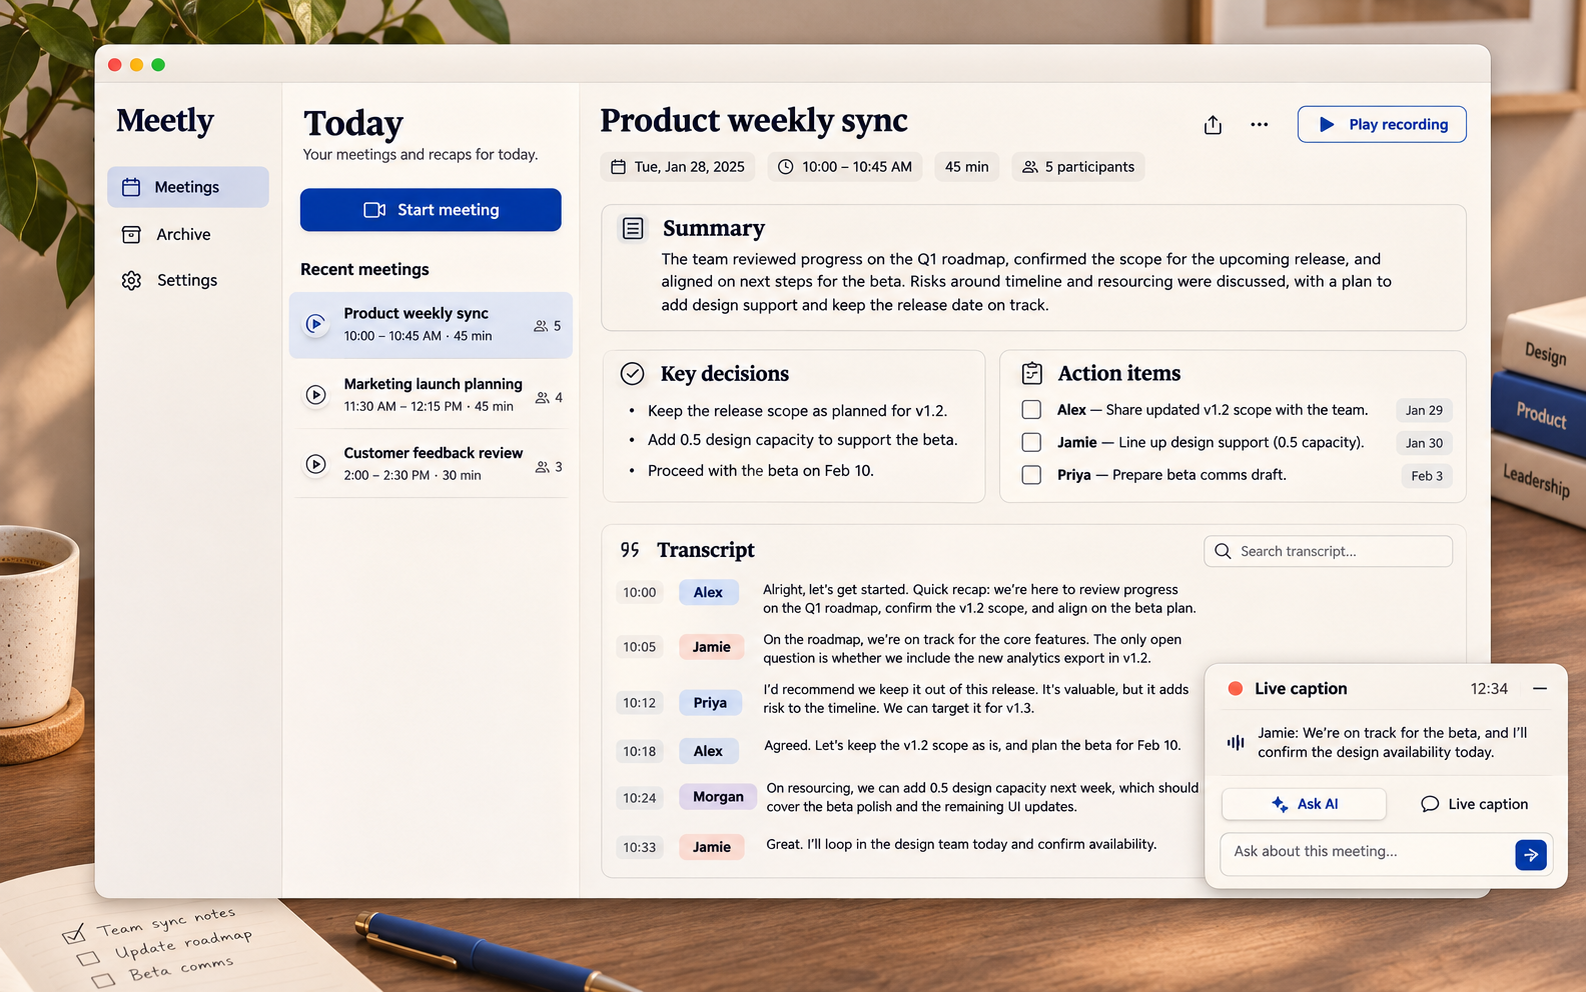 Meetly
Meetings
Archive
Settings
Today
Your meetings and recaps for today.
Start meeting
Recent meetings
Product weekly sync
10:00 – 10:45 AM · 45 min
5
Marketing launch planning
11:30 AM – 12:15 PM · 45 min
4
Customer feedback review
2:00 – 2:30 PM · 30 min
3
Product weekly sync
Play recording
Tue, Jan 28, 2025
10:00 – 10:45 AM
45 min
5 participants
Summary
The team reviewed progress on the Q1 roadmap, confirmed the scope for the upcoming release, and
aligned on next steps for the beta. Risks around timeline and resourcing were discussed, with a plan to
add design support and keep the release date on track.
Key decisions
• Keep the release scope as planned for v1.2.
• Add 0.5 design capacity to support the beta.
• Proceed with the beta on Feb 10.
Action items
Alex — Share updated v1.2 scope with the team. Jan 29
Jamie — Line up design support (0.5 capacity). Jan 30
Priya — Prepare beta comms draft. Feb 3
Transcript
Search transcript...
10:00 Alex Alright, let's get started. Quick recap: we're here to review progress
on the Q1 roadmap, confirm the v1.2 scope, and align on the beta plan.
10:05 Jamie On the roadmap, we're on track for the core features. The only open
question is whether we include the new analytics export in v1.2.
10:12 Priya I'd recommend we keep it out of this release. It's valuable, but it adds
risk to the timeline. We can target it for v1.3.
10:18 Alex Agreed. Let's keep the v1.2 scope as is, and plan the beta for Feb 10.
10:24 Morgan On resourcing, we can add 0.5 design capacity next week, which should
cover the beta polish and the remaining UI updates.
10:33 Jamie Great. I'll loop in the design team today and confirm availability.
Live caption 12:34
Jamie: We're on track for the beta, and I'll
confirm the design availability today.
Ask AI
Live caption
Ask about this meeting...
Design
Product
Leadership
Team sync notes
Update roadmap
Beta comms